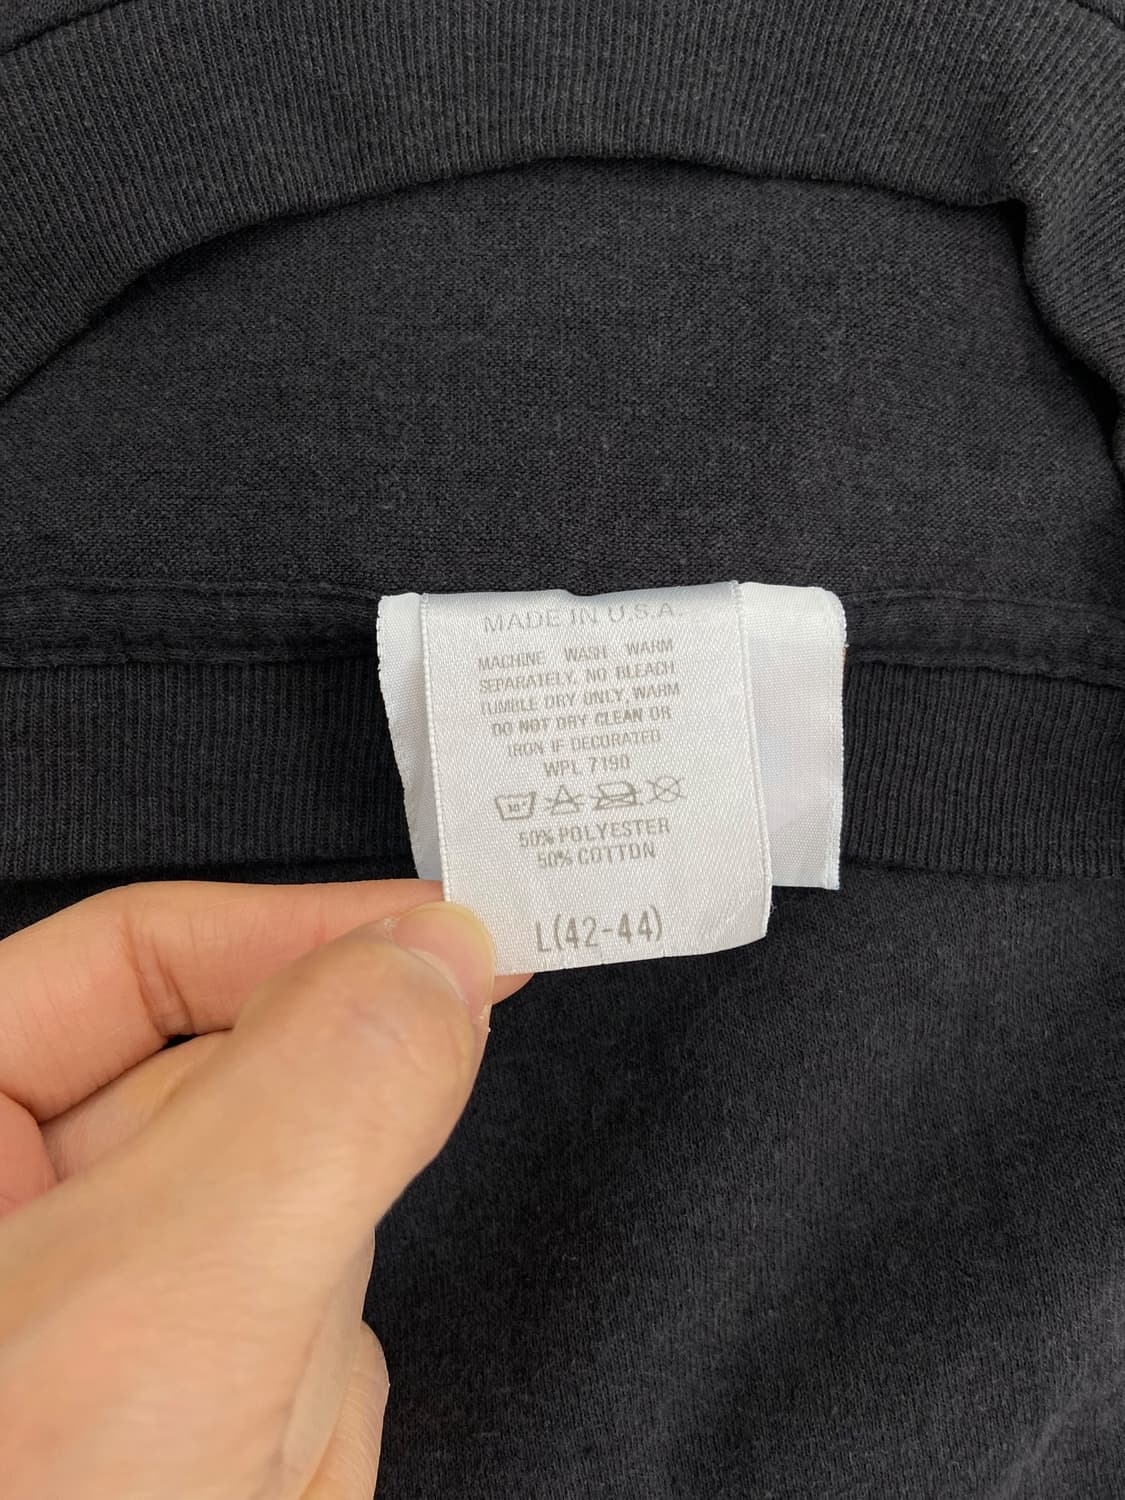 MADE IN U.S.A.
MACHINE WASH WARM
SEPARATELY, NO BLEACH
TUMBLE DRY ONLY, WARM
DO NOT DRY CLEAN OR
IRON IF DECORATED
WPL 7190
50% POLYESTER
50% COTTON
L(42-44)